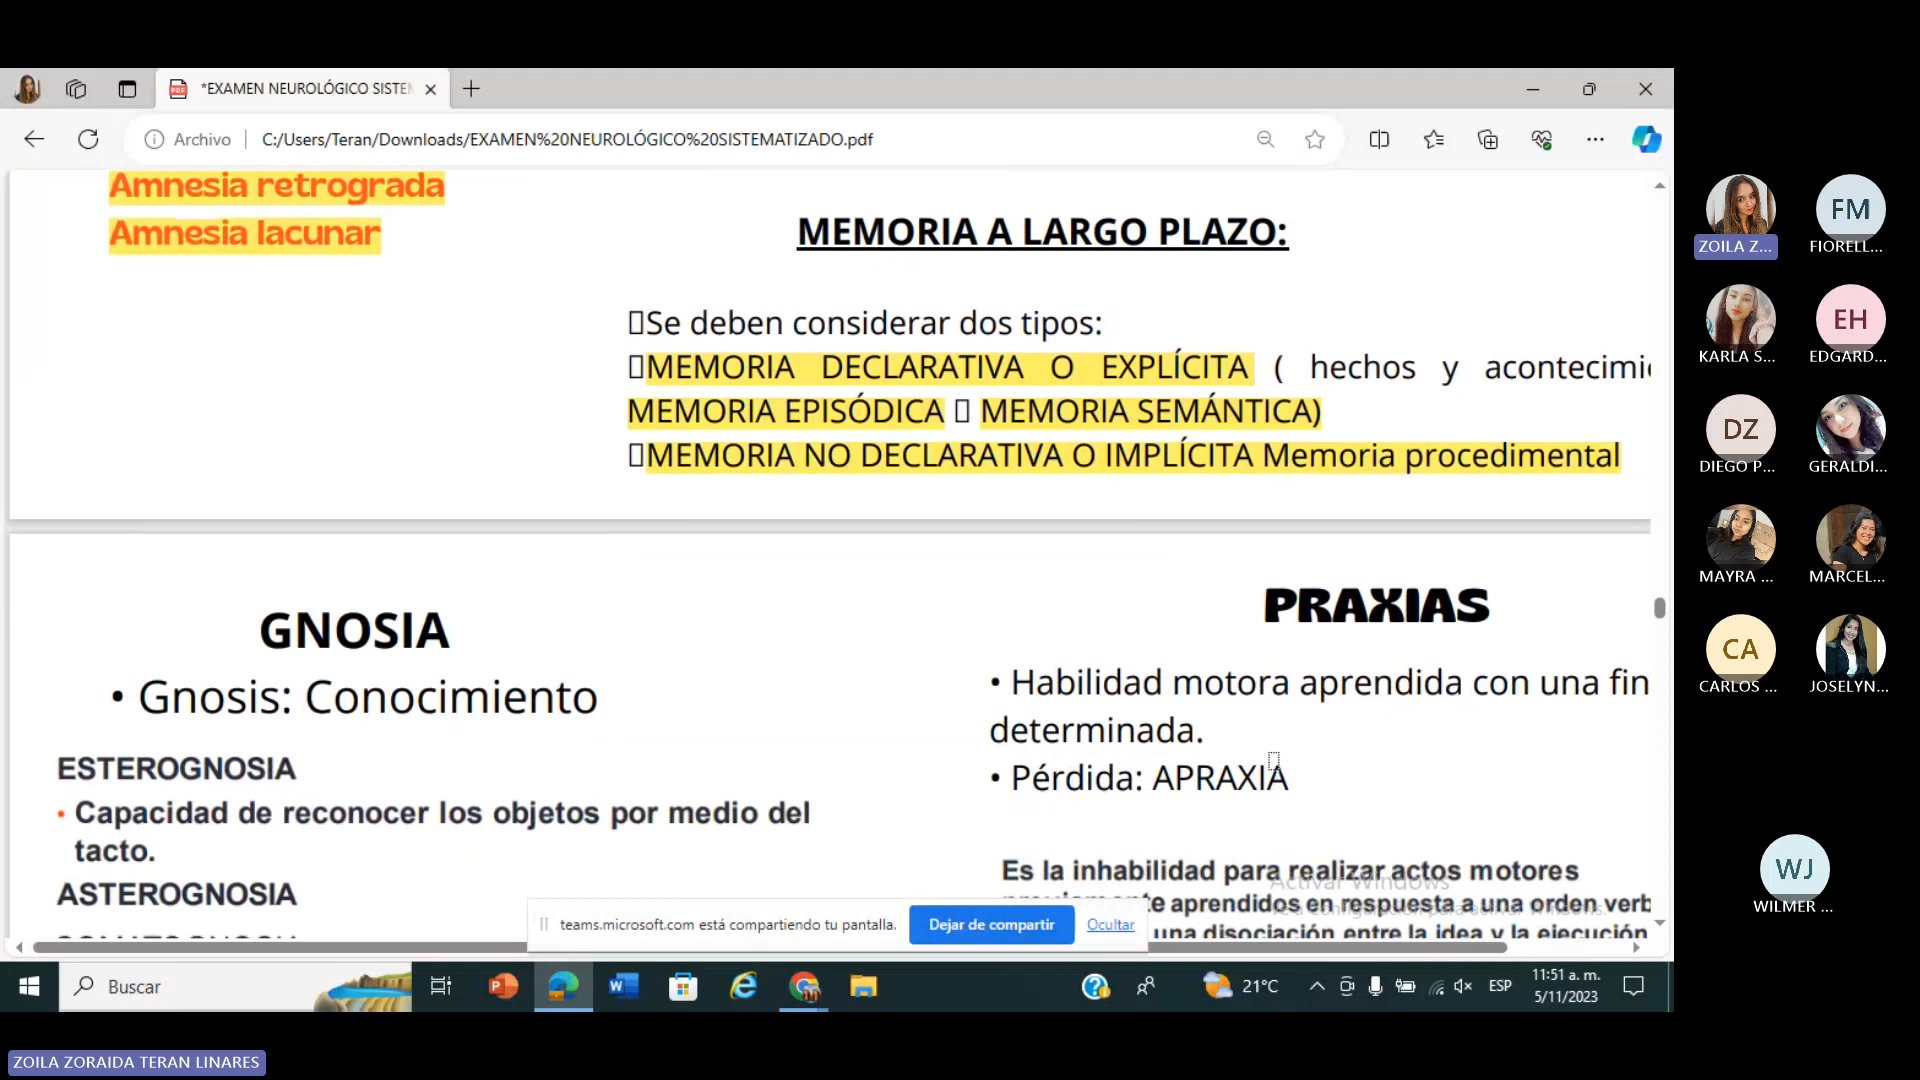 *EXAMEN NEUROLÓGICO SISTEM
Archivo
C:/Users/Teran/Downloads/EXAMEN%20NEUROLÓGICO%20SISTEMATIZADO.pdf
Amnesia retrograda
Amnesia lacunar
MEMORIA A LARGO PLAZO:
Se deben considerar dos tipos:
MEMORIA DECLARATIVA O EXPLÍCITA ( hechos y acontecimi
MEMORIA EPISÓDICA MEMORIA SEMÁNTICA)
MEMORIA NO DECLARATIVA O IMPLÍCITA Memoria procedimental
GNOSIA
• Gnosis: Conocimiento
ESTEROGNOSIA
• Capacidad de reconocer los objetos por medio del
tacto.
ASTEROGNOSIA
PRAXIAS
• Habilidad motora aprendida con una fin
determinada.
• Pérdida: APRAXIA
Es la inhabilidad para realizar actos motores
aprendidos en respuesta a una orden verb
una disociación entre la idea y la ejecución
Activar Windows
teams.microsoft.com está compartiendo tu pantalla.
Dejar de compartir
Ocultar
Buscar
21°C
ESP
11:51 a. m.
5/11/2023
ZOILA Z...
FM
FIORELL...
KARLA S...
EH
EDGARD...
DZ
DIEGO P...
GERALDI...
MAYRA ...
MARCEL...
CA
CARLOS ...
JOSELYN...
WJ
WILMER ...
ZOILA ZORAIDA TERAN LINARES